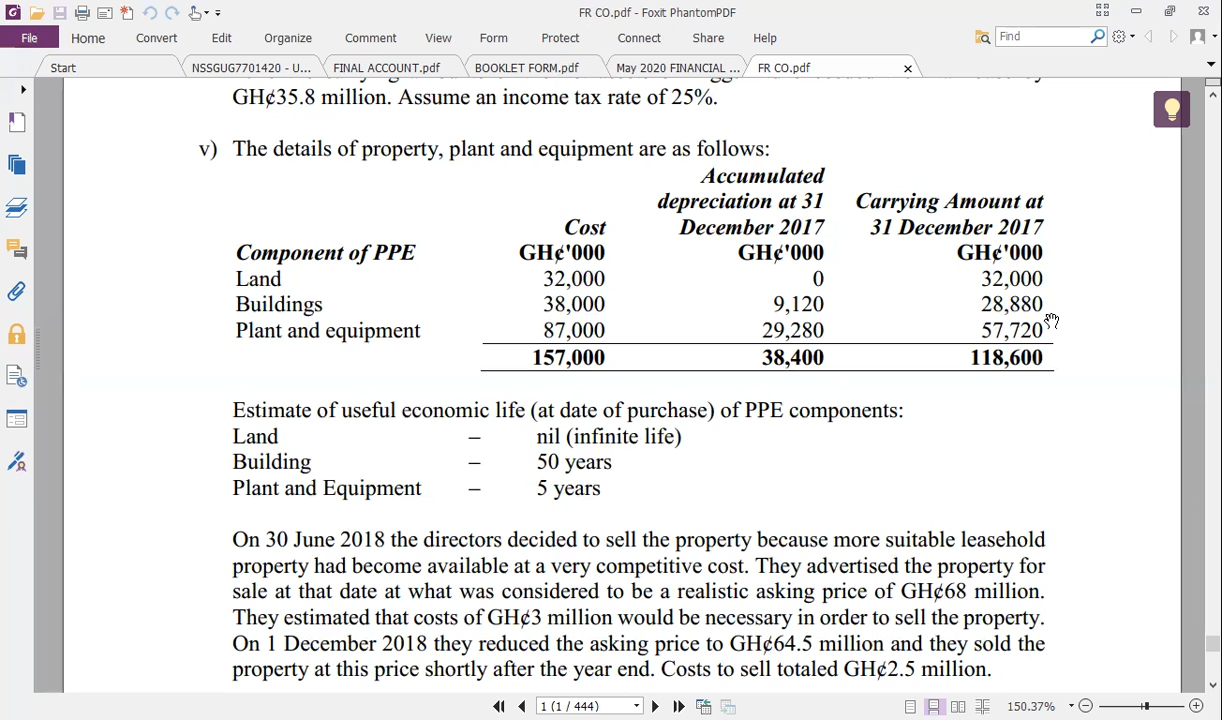 FR CO.pdf - Foxit PhantomPDF
File Home Convert Edit Organize Comment View Form Protect Connect Share Help Find
Start NSSGUG7701420 - U... FINAL ACCOUNT.pdf BOOKLET FORM.pdf May 2020 FINANCIAL ... FR CO.pdf
GH¢35.8 million. Assume an income tax rate of 25%.
v) The details of property, plant and equipment are as follows:
Accumulated
depreciation at 31 Carrying Amount at
Cost December 2017 31 December 2017
Component of PPE GH¢'000 GH¢'000 GH¢'000
Land 32,000 0 32,000
Buildings 38,000 9,120 28,880
Plant and equipment 87,000 29,280 57,720
157,000 38,400 118,600
Estimate of useful economic life (at date of purchase) of PPE components:
Land – nil (infinite life)
Building – 50 years
Plant and Equipment – 5 years
On 30 June 2018 the directors decided to sell the property because more suitable leasehold
property had become available at a very competitive cost. They advertised the property for
sale at that date at what was considered to be a realistic asking price of GH¢68 million.
They estimated that costs of GH¢3 million would be necessary in order to sell the property.
On 1 December 2018 they reduced the asking price to GH¢64.5 million and they sold the
property at this price shortly after the year end. Costs to sell totaled GH¢2.5 million.
1 (1 / 444) 150.37%